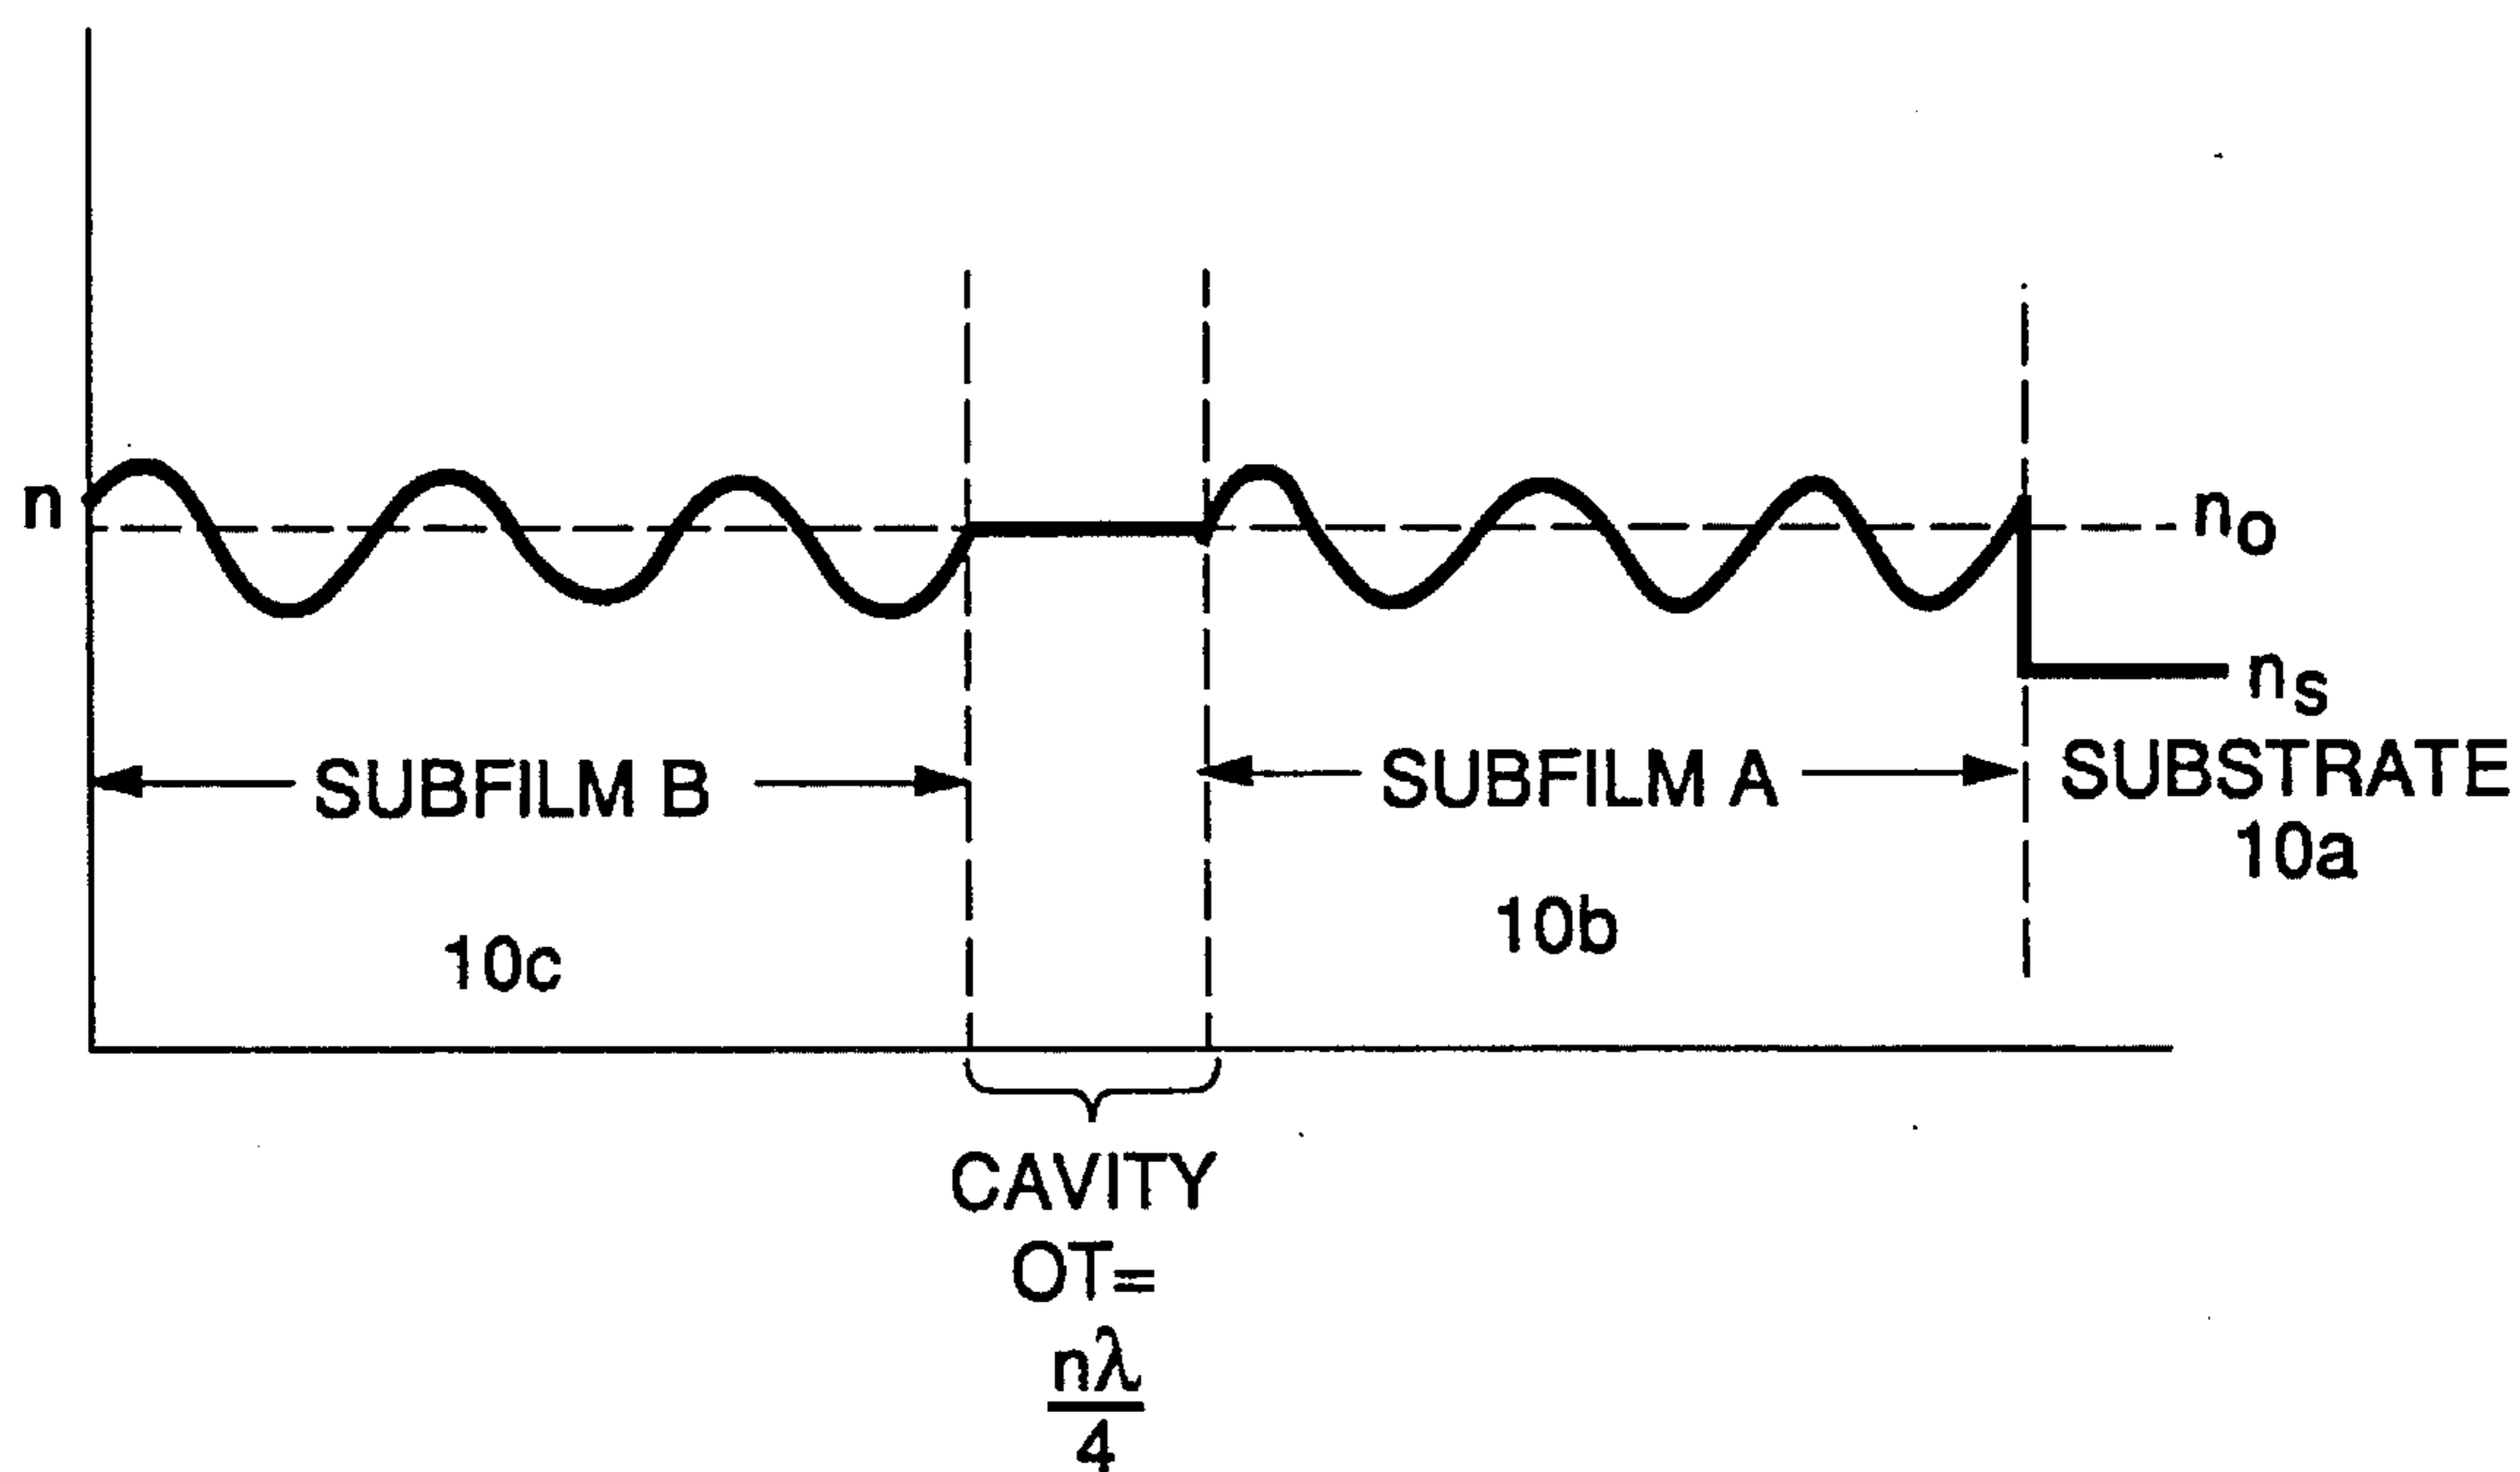 n
n₀
nₛ
SUBFILM B
SUBFILM A
SUBSTRATE
10a
10b
10c
CAVITY
OT=
nλ
4